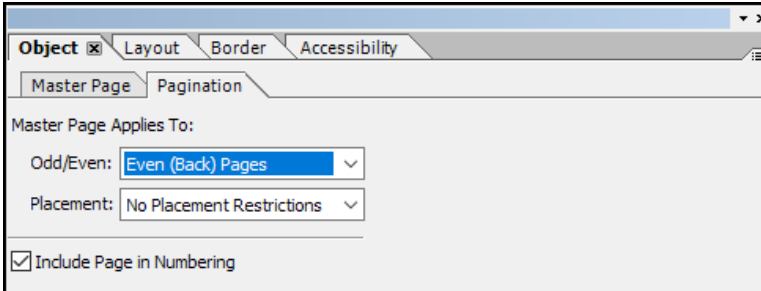 Object Layout Border Accessibility
Master Page Pagination
Master Page Applies To:
Odd/Even: Even (Back) Pages
Placement: No Placement Restrictions
Include Page in Numbering